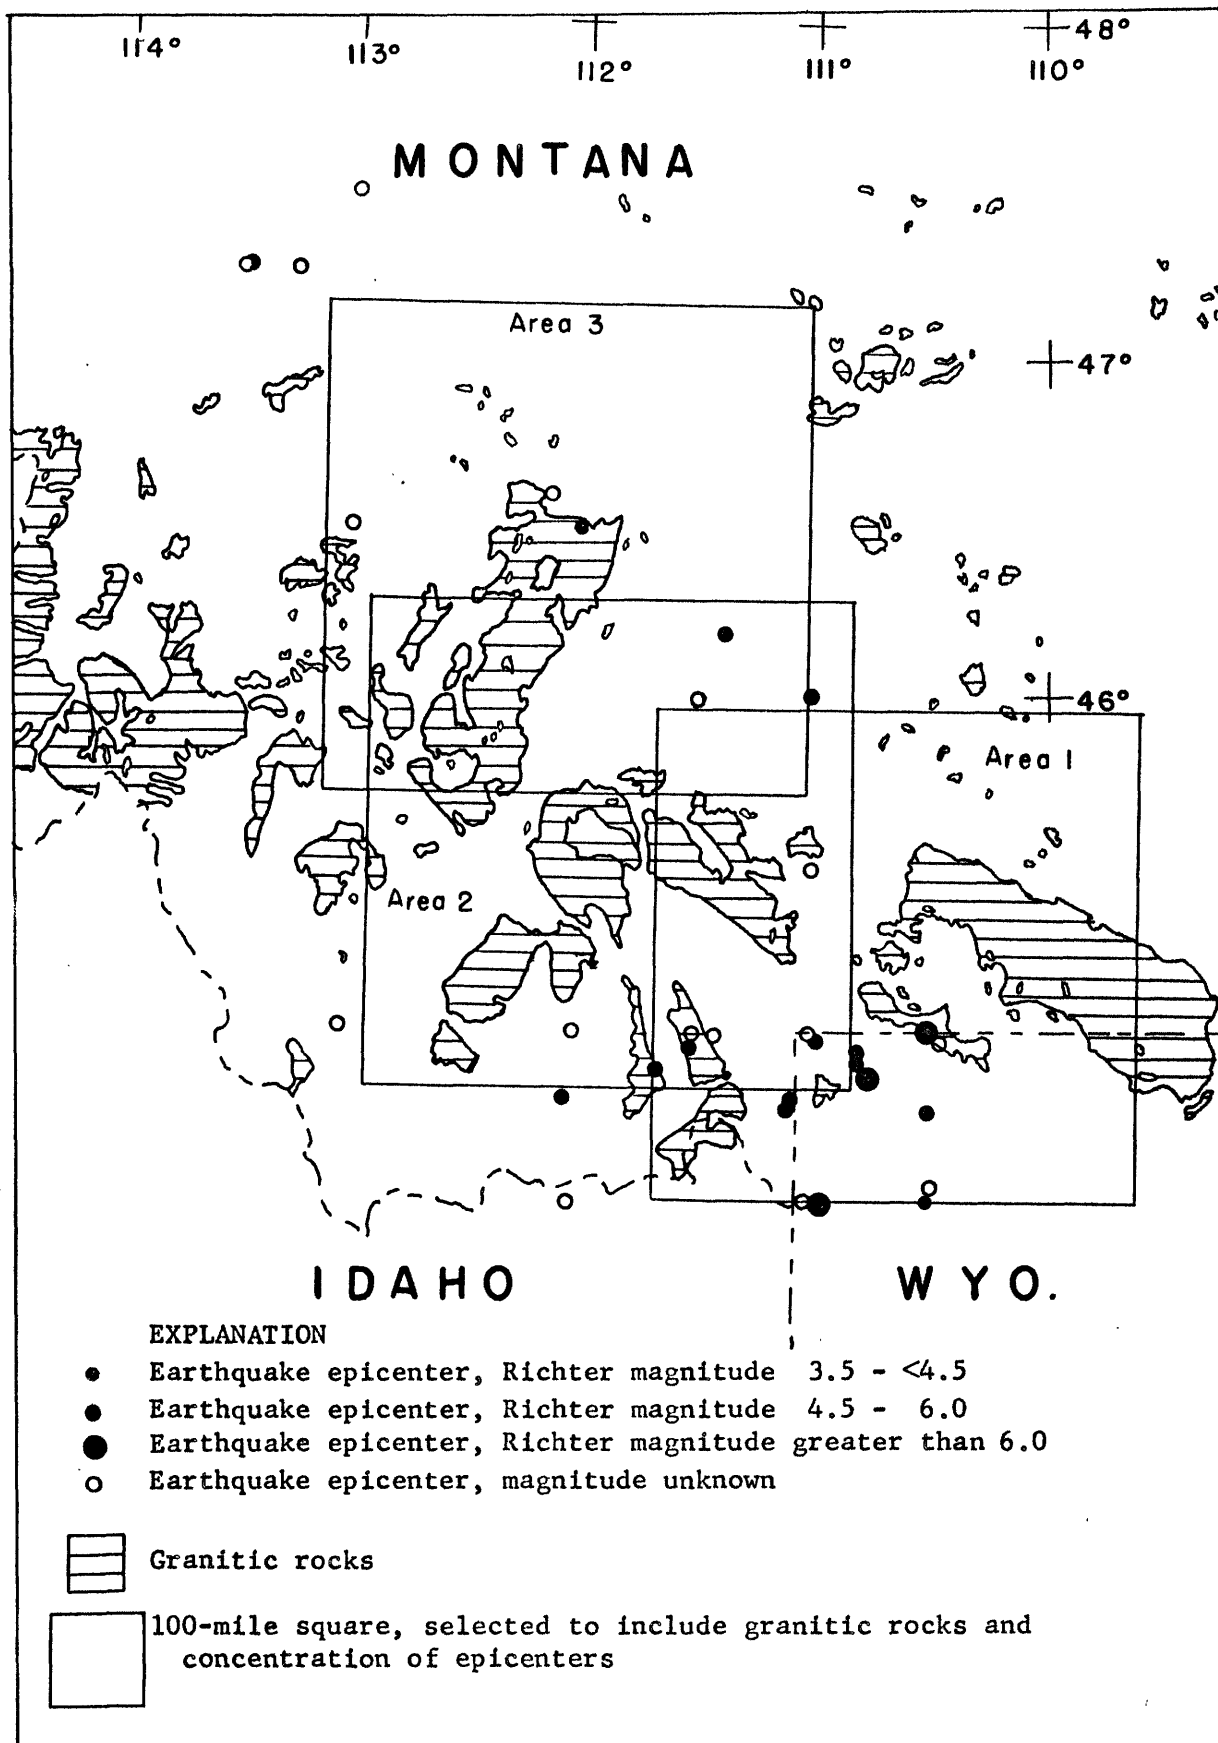 114°
113°
112°
111°
110°
48°
MONTANA
Area 3
47°
46°
Area 1
Area 2
IDAHO
WYO.
EXPLANATION
Earthquake epicenter, Richter magnitude 3.5 - <4.5
Earthquake epicenter, Richter magnitude 4.5 - 6.0
Earthquake epicenter, Richter magnitude greater than 6.0
Earthquake epicenter, magnitude unknown
Granitic rocks
100-mile square, selected to include granitic rocks and
concentration of epicenters